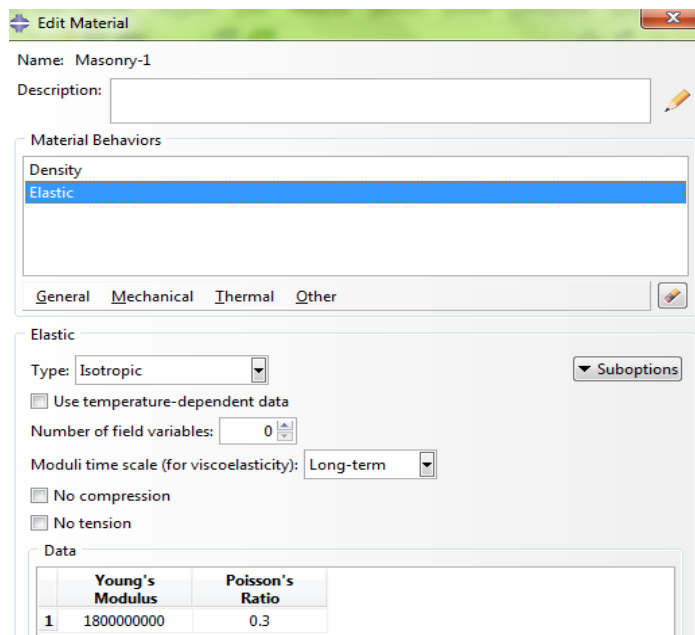 Edit Material
Name: Masonry-1
Description:
Material Behaviors
Density
Elastic
General Mechanical Thermal Other
Elastic
Type: Isotropic Suboptions
Use temperature-dependent data
Number of field variables: 0
Moduli time scale (for viscoelasticity): Long-term
No compression
No tension
Data
Young's Poisson's
Modulus Ratio
1 1800000000 0.3